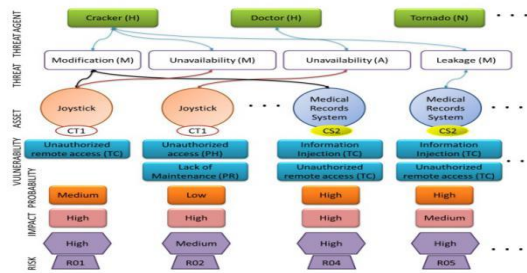 THREAT AGENT
Cracker (H)
Doctor (H)
Tornado (N)
THREAT
Modification (M)
Unavailability (M)
Unavailability (A)
Leakage (M)
ASSET
Joystick
Joystick
Medical
Records
System
Medical
Records
System
CT1
CT1
CS2
CS2
VULNERABILITY
Unauthorized
remote access (TC)
Unauthorized
access (PH)
Information
Injection (TC)
Information
Injection (TC)
Lack of
Maintenance (PR)
Unauthorized
remote access (TC)
Unauthorized
remote access (TC)
PROBABILITY
Medium
Low
High
High
IMPACT
High
High
High
Medium
High
Medium
High
High
RISK
R01
R02
R04
R05